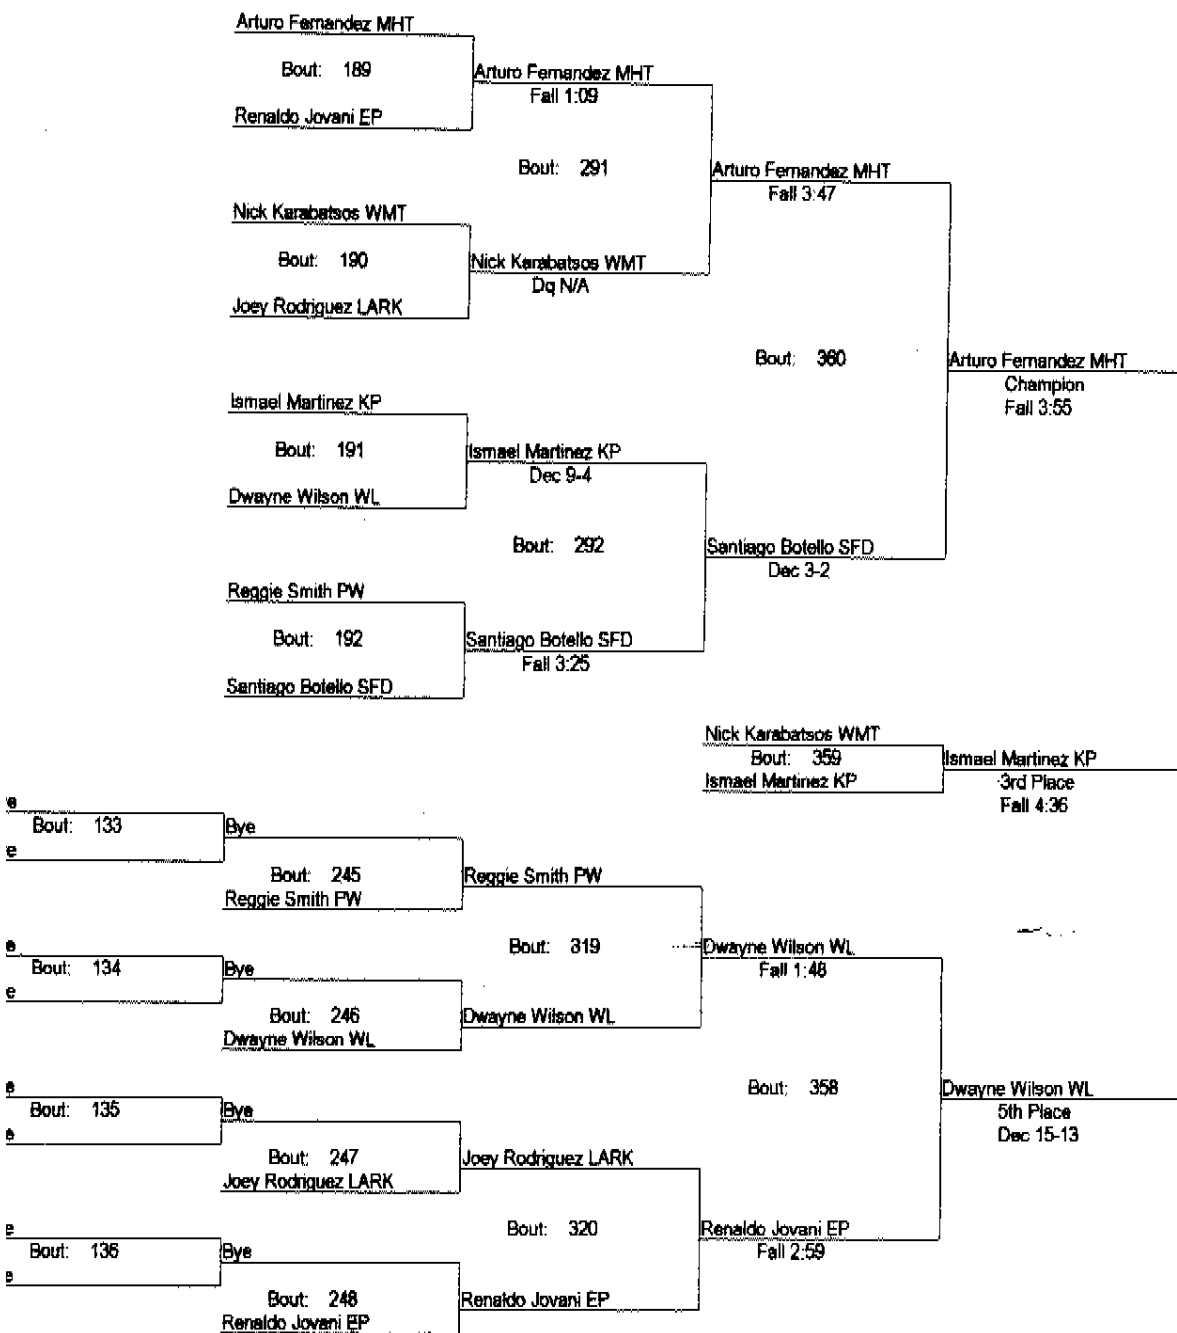 Arturo Fernandez MHT
Bout: 189
Arturo Fernandez MHT
Fall 1:09
Renaldo Jovani EP
Bout: 291
Arturo Fernandez MHT
Fall 3:47
Nick Karabatsos WMT
Bout: 190
Nick Karabatsos WMT
Dq N/A
Joey Rodriguez LARK
Bout: 360
Arturo Fernandez MHT
Champion
Fall 3:55
Ismael Martinez KP
Bout: 191
Ismael Martinez KP
Dec 9-4
Dwayne Wilson WL
Bout: 292
Santiago Botello SFD
Dec 3-2
Reggie Smith PW
Bout: 192
Santiago Botello SFD
Fall 3:25
Santiago Botello SFD
Nick Karabatsos WMT
Bout: 359
Ismael Martinez KP
Ismael Martinez KP
3rd Place
Fall 4:36
e
Bout: 133
e
Bye
Bout: 245
Reggie Smith PW
Reggie Smith PW
Bout: 319
Dwayne Wilson WL
Fall 1:48
e
Bout: 134
e
Bye
Bout: 246
Dwayne Wilson WL
Dwayne Wilson WL
Bout: 358
Dwayne Wilson WL
5th Place
Dec 15-13
e
Bout: 135
e
Bye
Bout: 247
Joey Rodriguez LARK
Joey Rodriguez LARK
Bout: 320
Renaldo Jovani EP
Fall 2:59
e
Bout: 136
e
Bye
Bout: 248
Renaldo Jovani EP
Renaldo Jovani EP